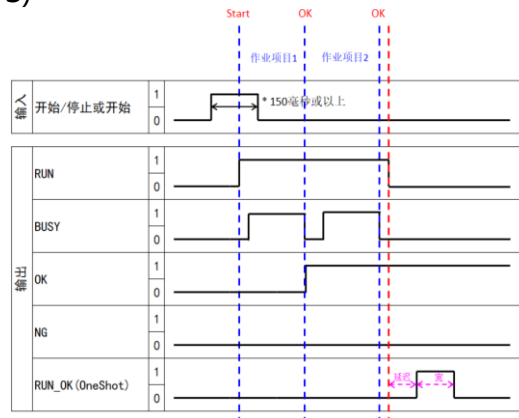 Start OK OK
作业项目1 作业项目2
输入
开始/停止或开始
1
0
* 150毫秒或以上
输出
RUN
1
0
BUSY
1
0
OK
1
0
NG
1
0
RUN_OK(OneShot)
1
0
延迟 宽